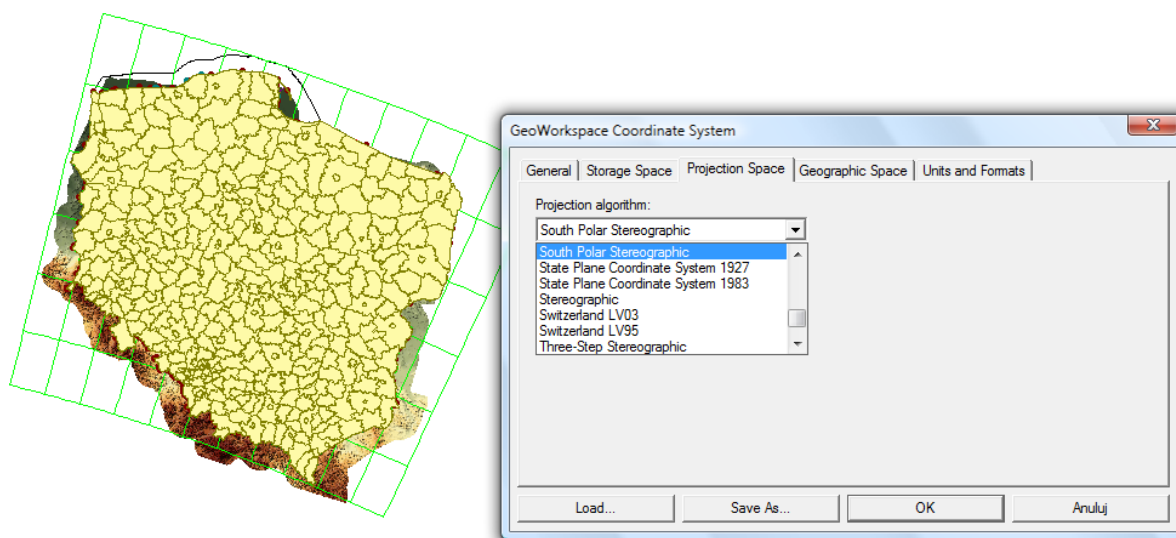 GeoWorkspace Coordinate System
General Storage Space Projection Space Geographic Space Units and Formats
Projection algorithm:
South Polar Stereographic
South Polar Stereographic
State Plane Coordinate System 1927
State Plane Coordinate System 1983
Stereographic
Switzerland LV03
Switzerland LV95
Three-Step Stereographic
Load... Save As... OK Anuluj